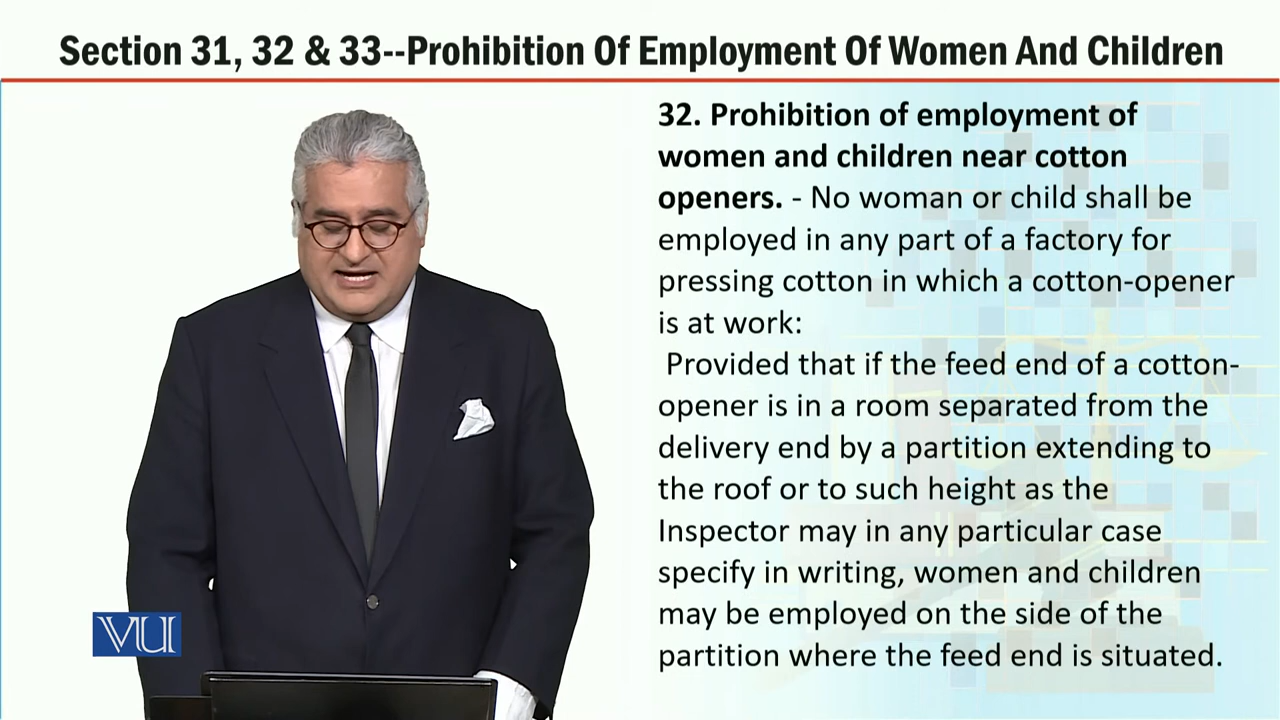 Section 31, 32 & 33--Prohibition Of Employment Of Women And Children
32. Prohibition of employment of
women and children near cotton
openers. - No woman or child shall be
employed in any part of a factory for
pressing cotton in which a cotton-opener
is at work:
Provided that if the feed end of a cotton-
opener is in a room separated from the
delivery end by a partition extending to
the roof or to such height as the
Inspector may in any particular case
specify in writing, women and children
may be employed on the side of the
partition where the feed end is situated.
VU